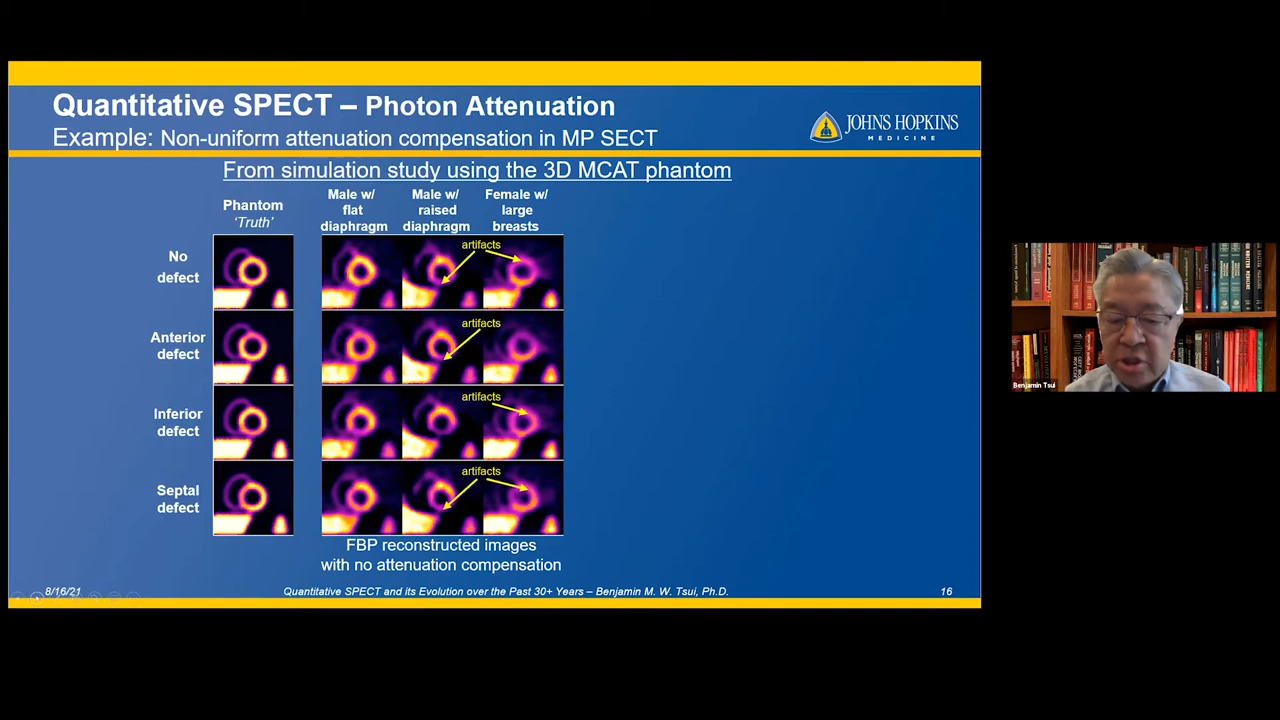 Quantitative SPECT – Photon Attenuation
Example: Non-uniform attenuation compensation in MP SECT
JOHNS HOPKINS
MEDICINE
From simulation study using the 3D MCAT phantom
Phantom
‘Truth’
Male w/
flat
diaphragm
Male w/
raised
diaphragm
Female w/
large
breasts
No
defect
artifacts
Anterior
defect
artifacts
Inferior
defect
artifacts
Septal
defect
artifacts
FBP reconstructed images
with no attenuation compensation
8/16/21
Quantitative SPECT and its Evolution over the Past 30+ Years – Benjamin M. W. Tsui, Ph.D.
16
Benjamin Tsui